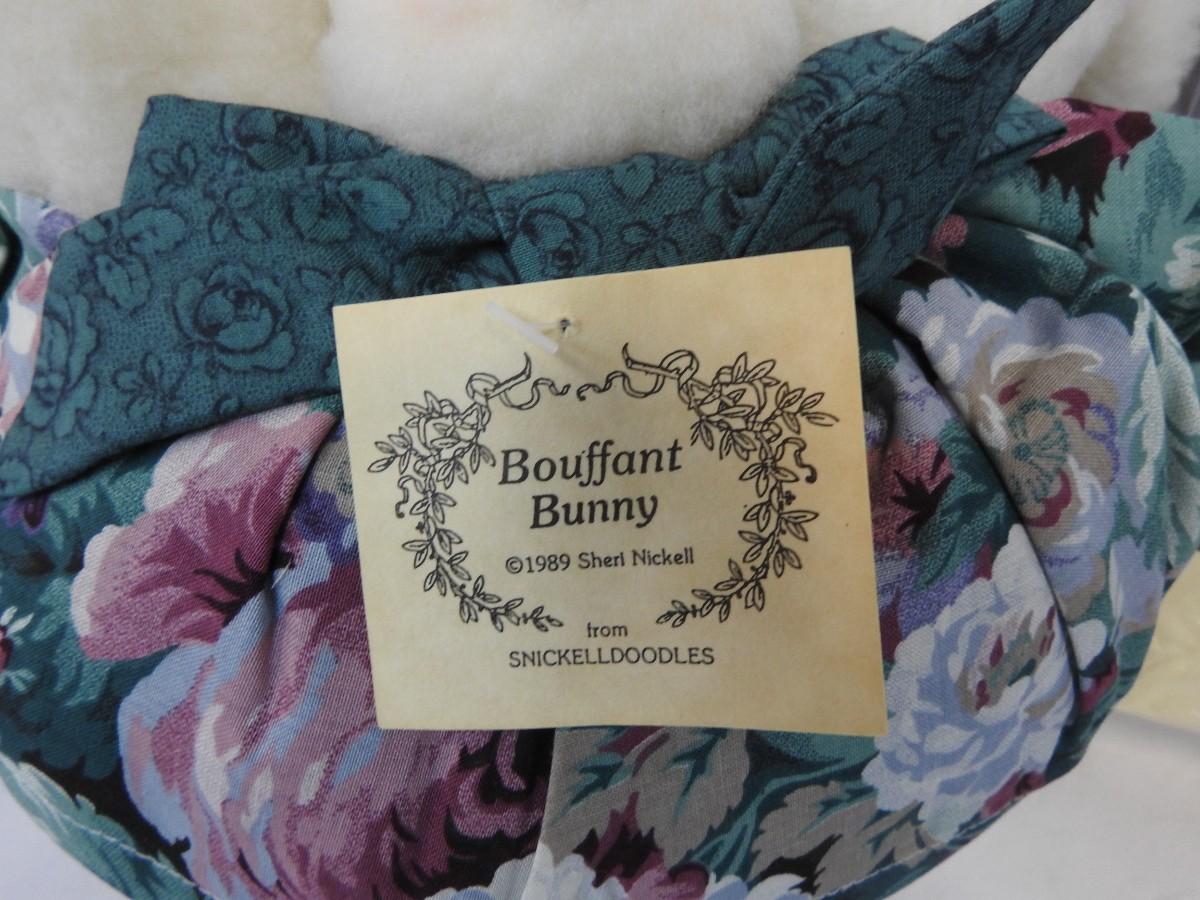 Bouffant
Bunny
©1989 Sheri Nickell
from
SNICKELLDOODLES